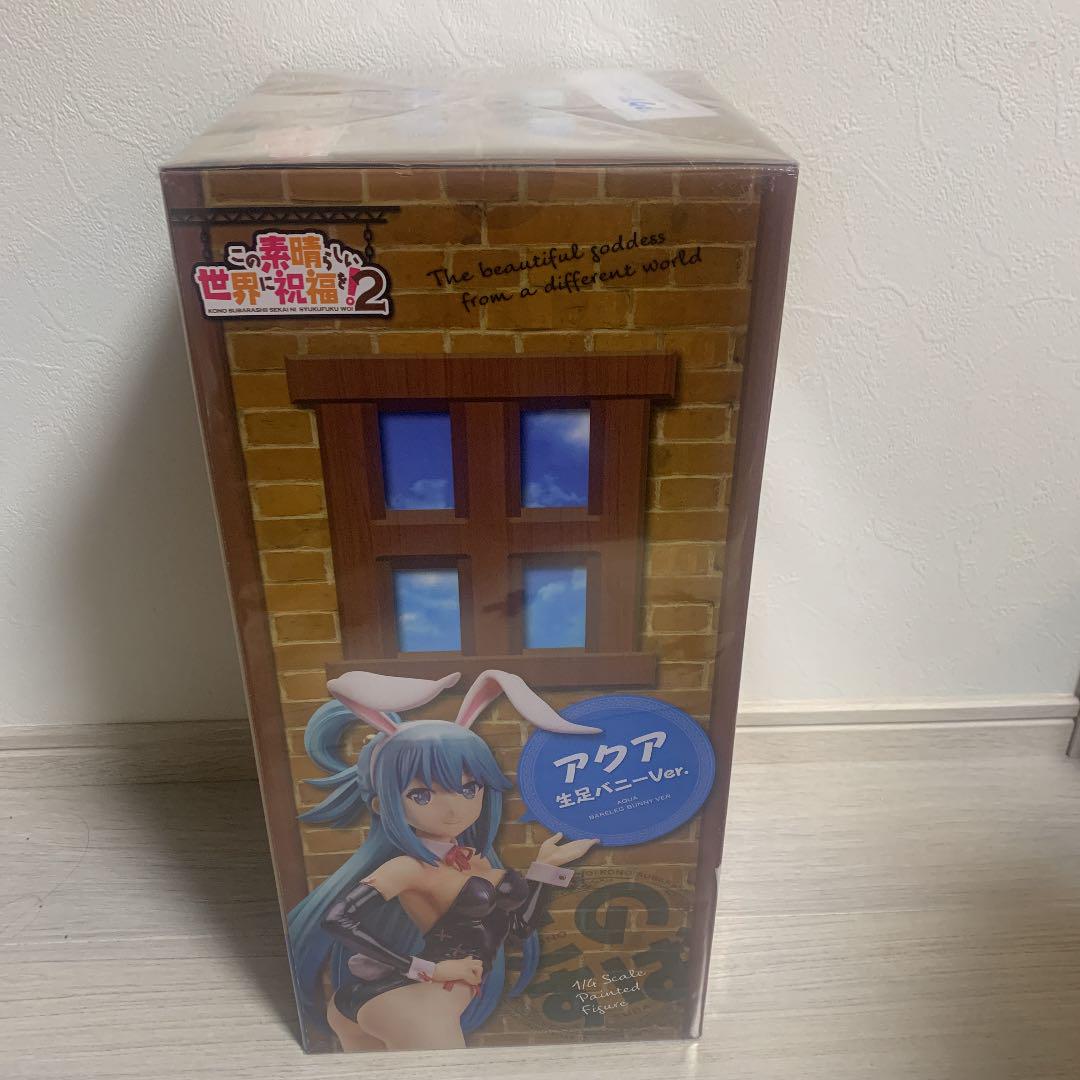 The beautiful goddess
from a different world
この素晴らしい
世界に祝福を!2
KONO SUBARASHII SEKAI NI SYUKUFUKU WO!
アクア
生足バニーVer.
AQUA
BARELEG BUNNY VER.
1/4 Scale
Painted
Figure